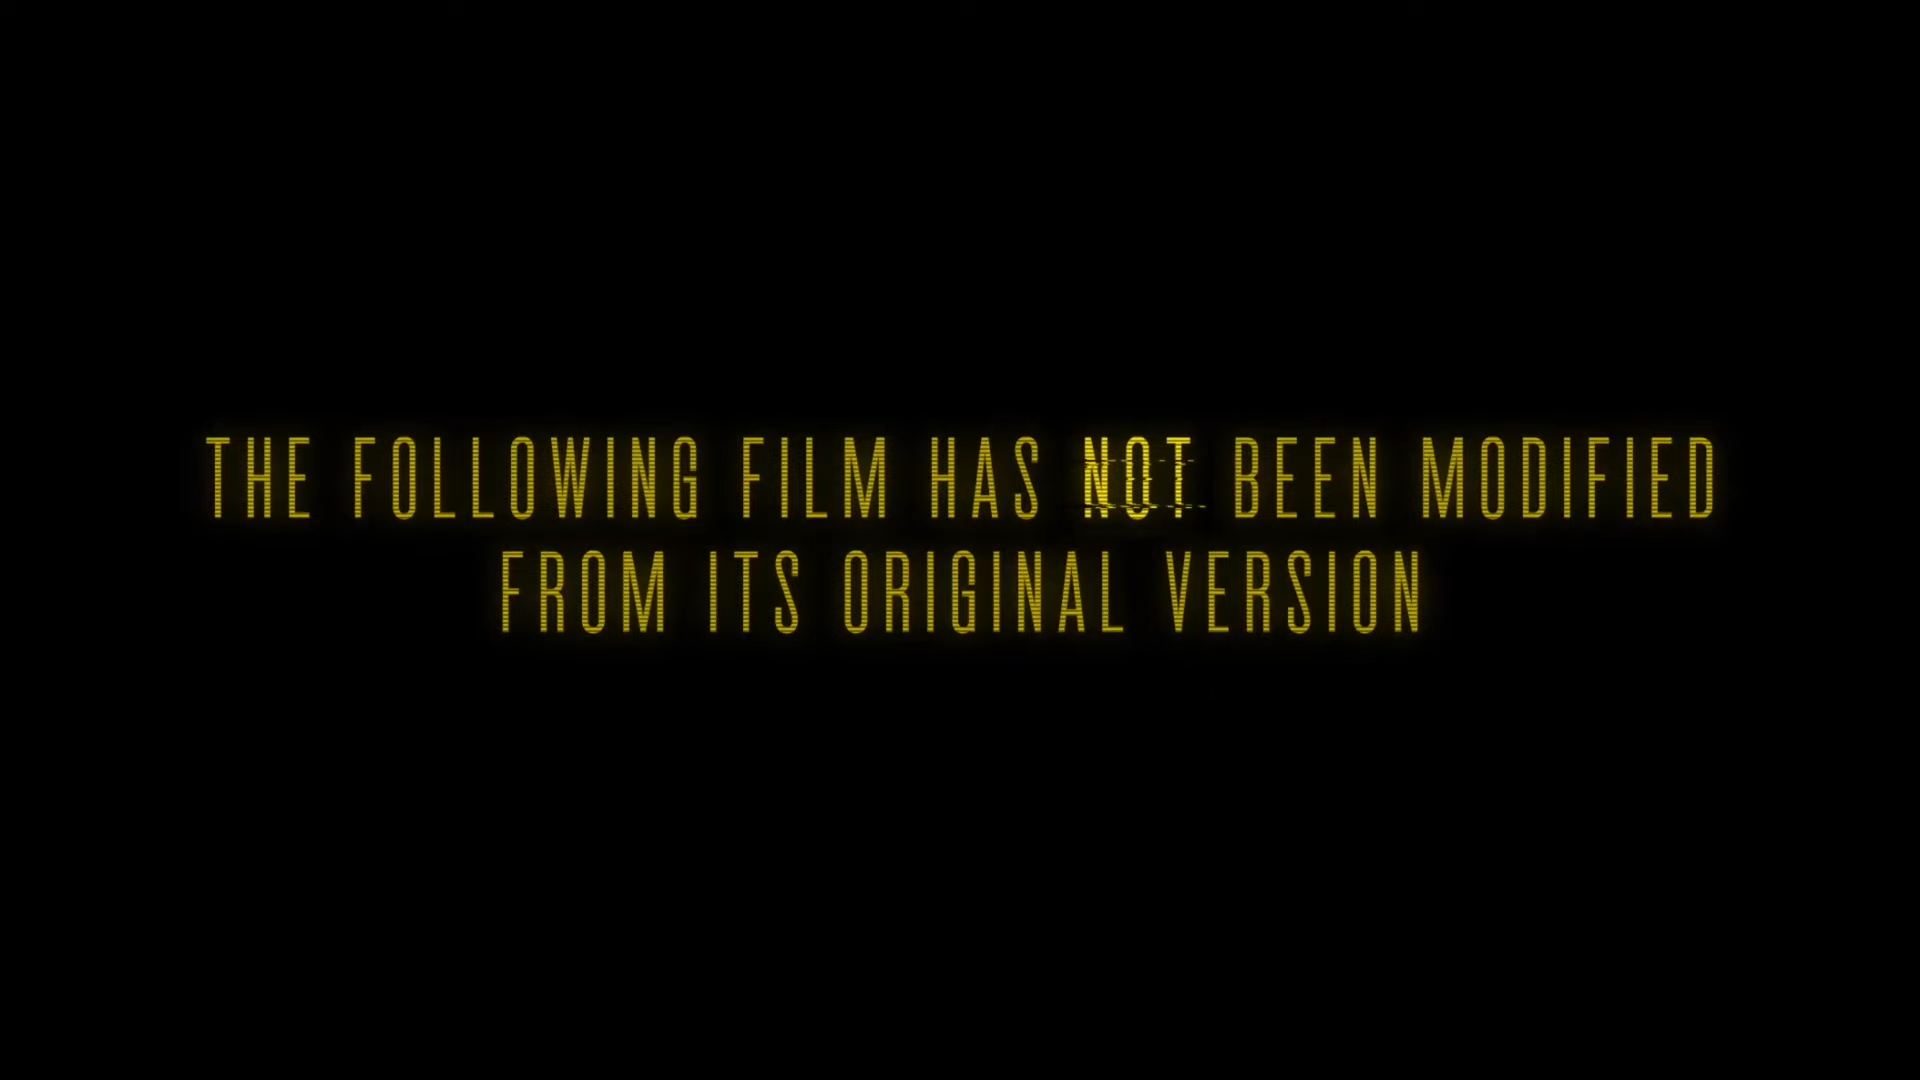 THE FOLLOWING FILM HAS NOT BEEN MODIFIED
FROM ITS ORIGINAL VERSION